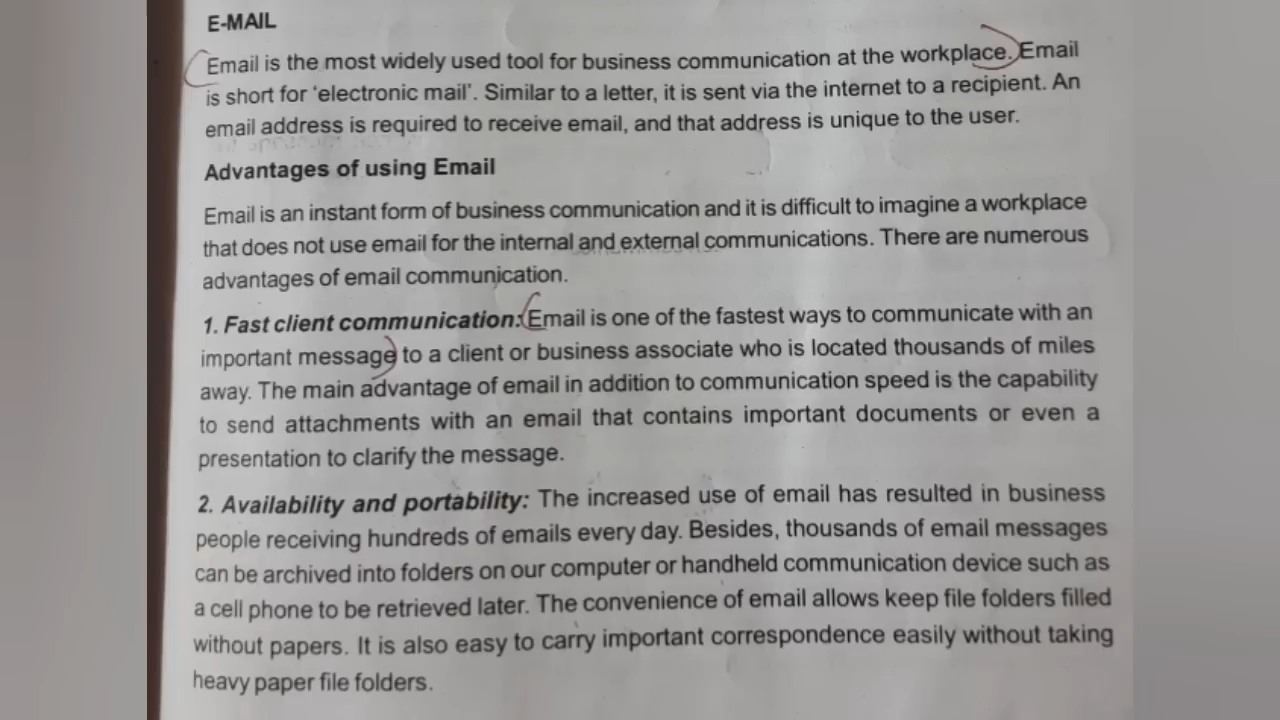 E-MAIL
Email is the most widely used tool for business communication at the workplace. Email
is short for ‘electronic mail’. Similar to a letter, it is sent via the internet to a recipient. An
email address is required to receive email, and that address is unique to the user.
Advantages of using Email
Email is an instant form of business communication and it is difficult to imagine a workplace
that does not use email for the internal and external communications. There are numerous
advantages of email communication.
1. Fast client communication: Email is one of the fastest ways to communicate with an
important message to a client or business associate who is located thousands of miles
away. The main advantage of email in addition to communication speed is the capability
to send attachments with an email that contains important documents or even a
presentation to clarify the message.
2. Availability and portability: The increased use of email has resulted in business
people receiving hundreds of emails every day. Besides, thousands of email messages
can be archived into folders on our computer or handheld communication device such as
a cell phone to be retrieved later. The convenience of email allows keep file folders filled
without papers. It is also easy to carry important correspondence easily without taking
heavy paper file folders.